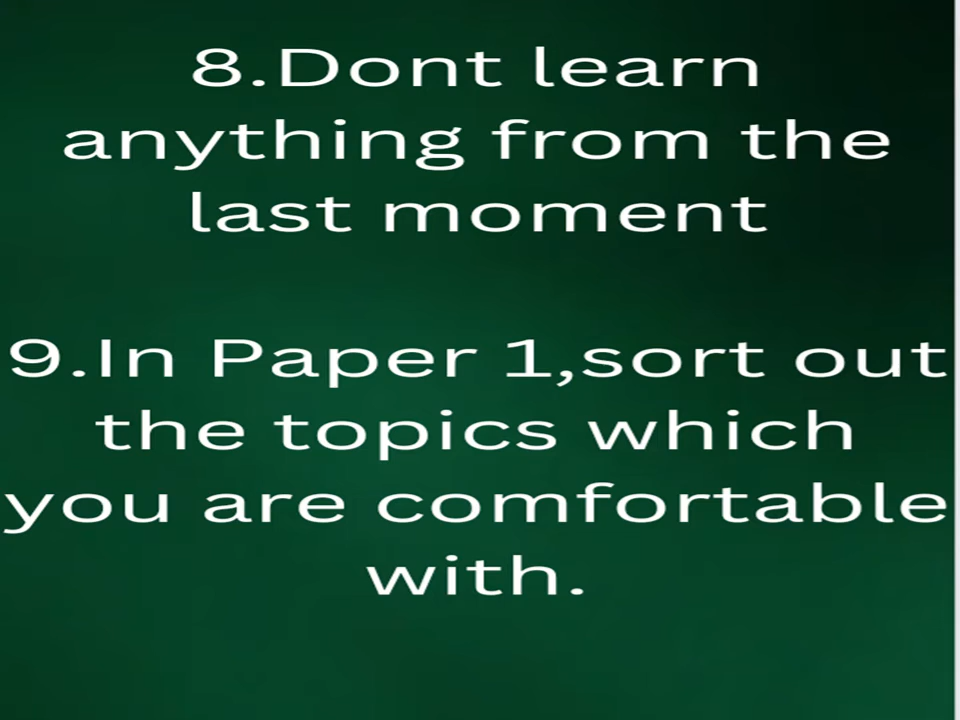 8.Dont learn
anything from the
last moment
9.In Paper 1,sort out
the topics which
you are comfortable
with.